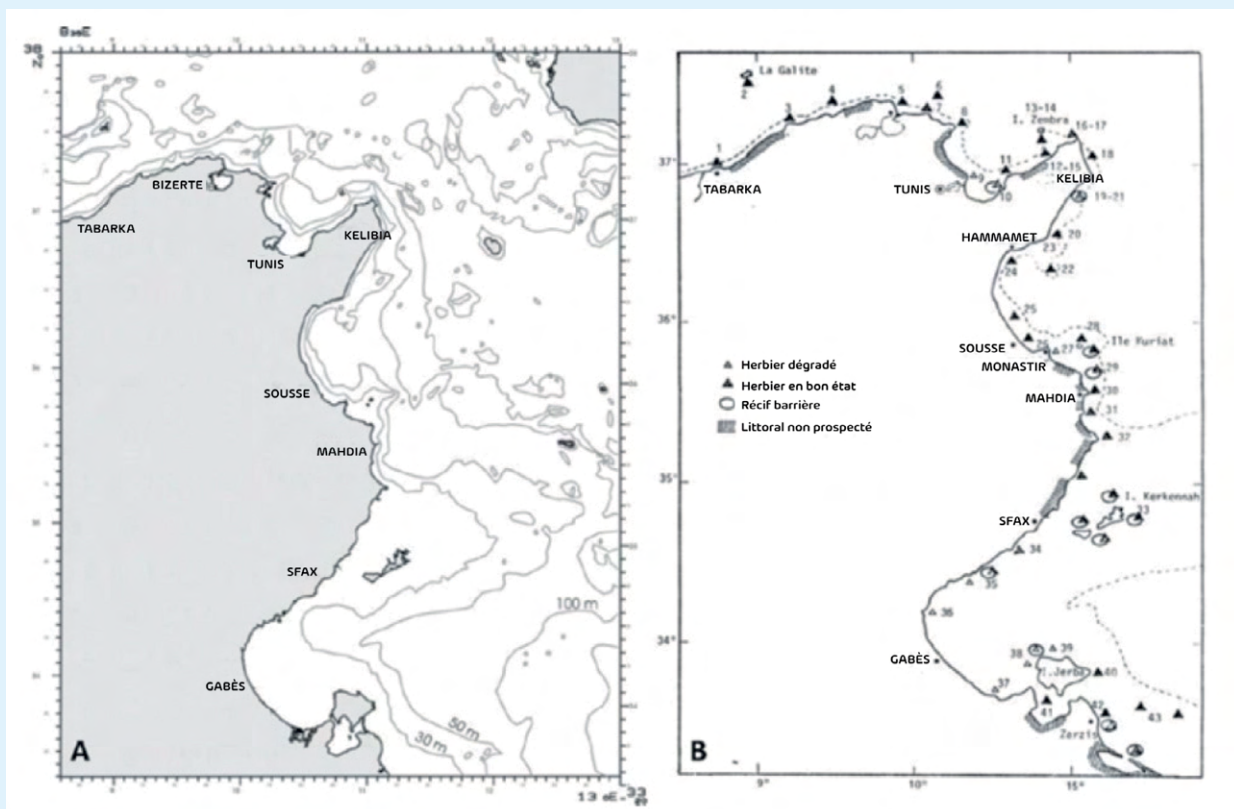 38
TABARKA
BIZERTE
TUNIS
KELIBIA
SOUSSE
MAHDIA
SFAX
GABÈS
100 m
50 m
30 m
A
La Galite
2
1
3
4
5
6
7
8
13-14
I. Zembra
16-17
18
11
12-15
9
10
37°
TABARKA
TUNIS
KELIBIA
19-21
20
HAMMAMET
23
22
24
36°
25
26
27
28
Ile Kuriat
29
SOUSSE
MONASTIR
30
MAHDIA
31
32
Herbier dégradé
Herbier en bon état
Récif barrière
Littoral non prospecté
35°
I. Kerkennah
33
SFAX
34
35
36
34°
GABÈS
38
39
I. Jerba
40
37
41
42
43
Zarzis
B
9°
10°